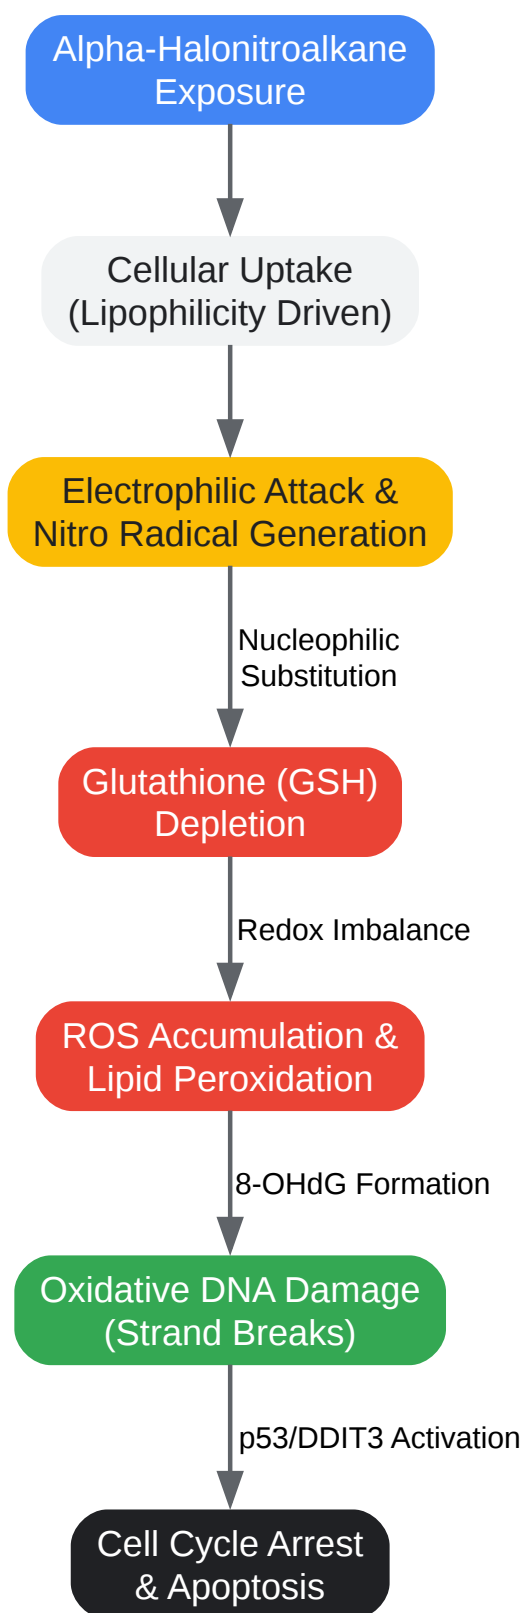 Alpha-Halonitroalkane
Exposure
Cellular Uptake
(Lipophilicity Driven)
Electrophilic Attack &
Nitro Radical Generation
Nucleophilic
Substitution
Glutathione (GSH)
Depletion
Redox Imbalance
ROS Accumulation &
Lipid Peroxidation
8-OHdG Formation
Oxidative DNA Damage
(Strand Breaks)
p53/DDIT3 Activation
Cell Cycle Arrest
& Apoptosis